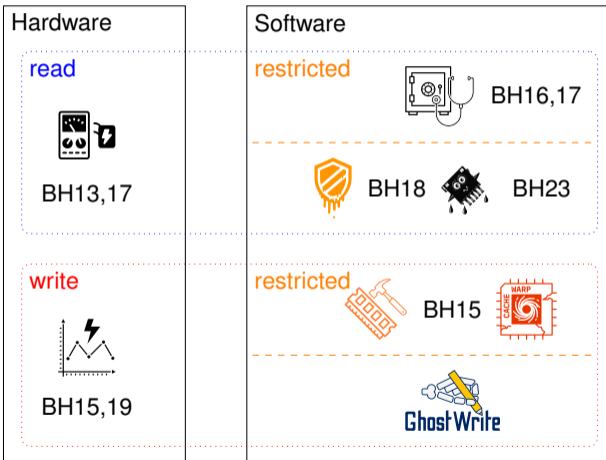 Hardware
Software
read
restricted
BH16,17
BH13,17
BH18
BH23
write
restricted
BH15
CACHE
WARP
BH15,19
GhostWrite